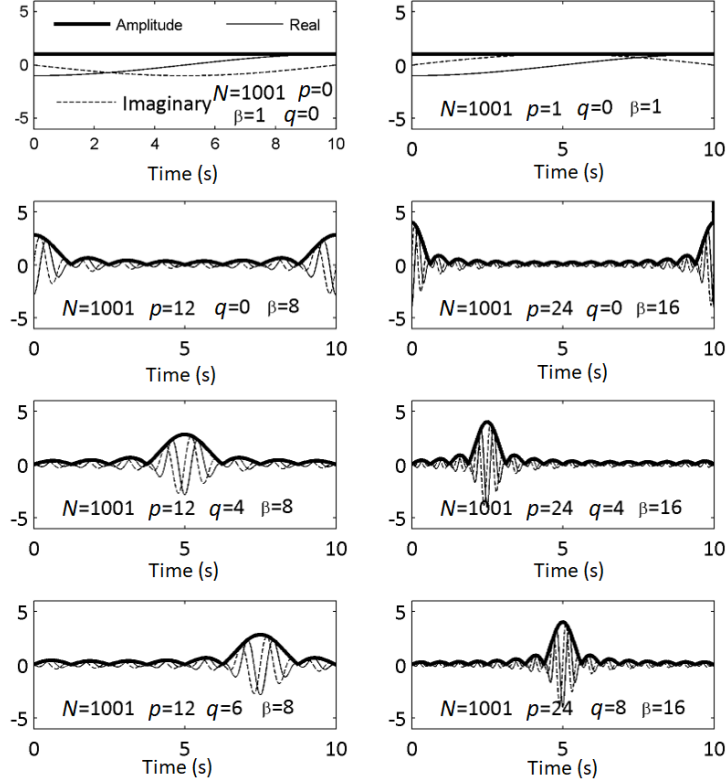 5
0
-5
Amplitude
Real
Imaginary
N=1001 p=0
β=1 q=0
0 2 4 6 8 10
Time (s)
5
0
-5
N=1001 p=1 q=0 β=1
0 5 10
Time (s)
5
0
-5
N=1001 p=12 q=0 β=8
0 5 10
Time (s)
5
0
-5
N=1001 p=24 q=0 β=16
0 5 10
Time (s)
5
0
-5
N=1001 p=12 q=4 β=8
0 5 10
Time (s)
5
0
-5
N=1001 p=24 q=4 β=16
0 5 10
Time (s)
5
0
-5
N=1001 p=12 q=6 β=8
0 5 10
Time (s)
5
0
-5
N=1001 p=24 q=8 β=16
0 5 10
Time (s)